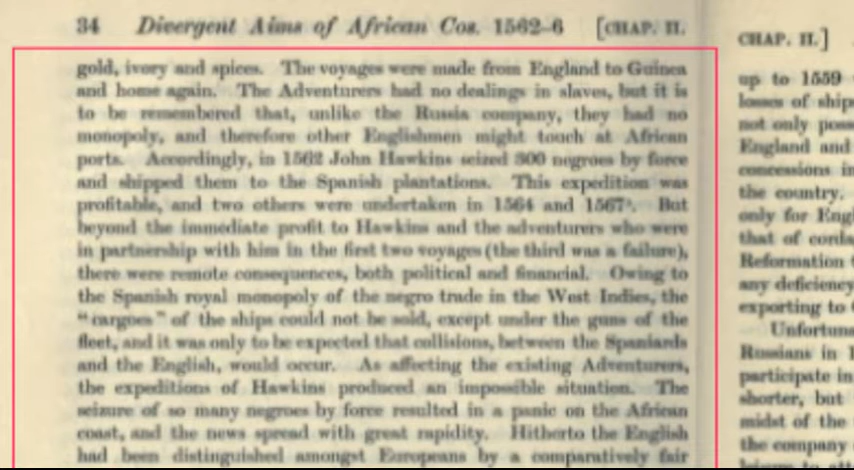 34 Divergent Aims of African Cos. 1562–6 [CHAP. II.
gold, ivory and spices. The voyages were made from England to Guinea
and home again. The Adventurers had no dealings in slaves, but it is
to be remembered that, unlike the Russia company, they had no
monopoly, and therefore other Englishmen might touch at African
ports. Accordingly, in 1562 John Hawkins seized 300 negroes by force
and shipped them to the Spanish plantations. This expedition was
profitable, and two others were undertaken in 1564 and 1567. But
beyond the immediate profit to Hawkins and the adventurers who were
in partnership with him in the first two voyages (the third was a failure),
there were remote consequences, both political and financial. Owing to
the Spanish royal monopoly of the negro trade in the West Indies, the
"cargoes" of the ships could not be sold, except under the guns of the
fleet, and it was only to be expected that collisions, between the Spaniards
and the English, would occur. As affecting the existing Adventurers,
the expeditions of Hawkins produced an impossible situation. The
seizure of so many negroes by force resulted in a panic on the African
coast, and the news spread with great rapidity. Hitherto the English
had been distinguished amongst Europeans by a comparatively fair
CHAP. II.]
up to 1559
losses of ships
not only
England and
concessions in
the country.
only for
that of
Reformation
any deficiency
exporting to
Russians in
participate in
shorter, but
midst of the
the company